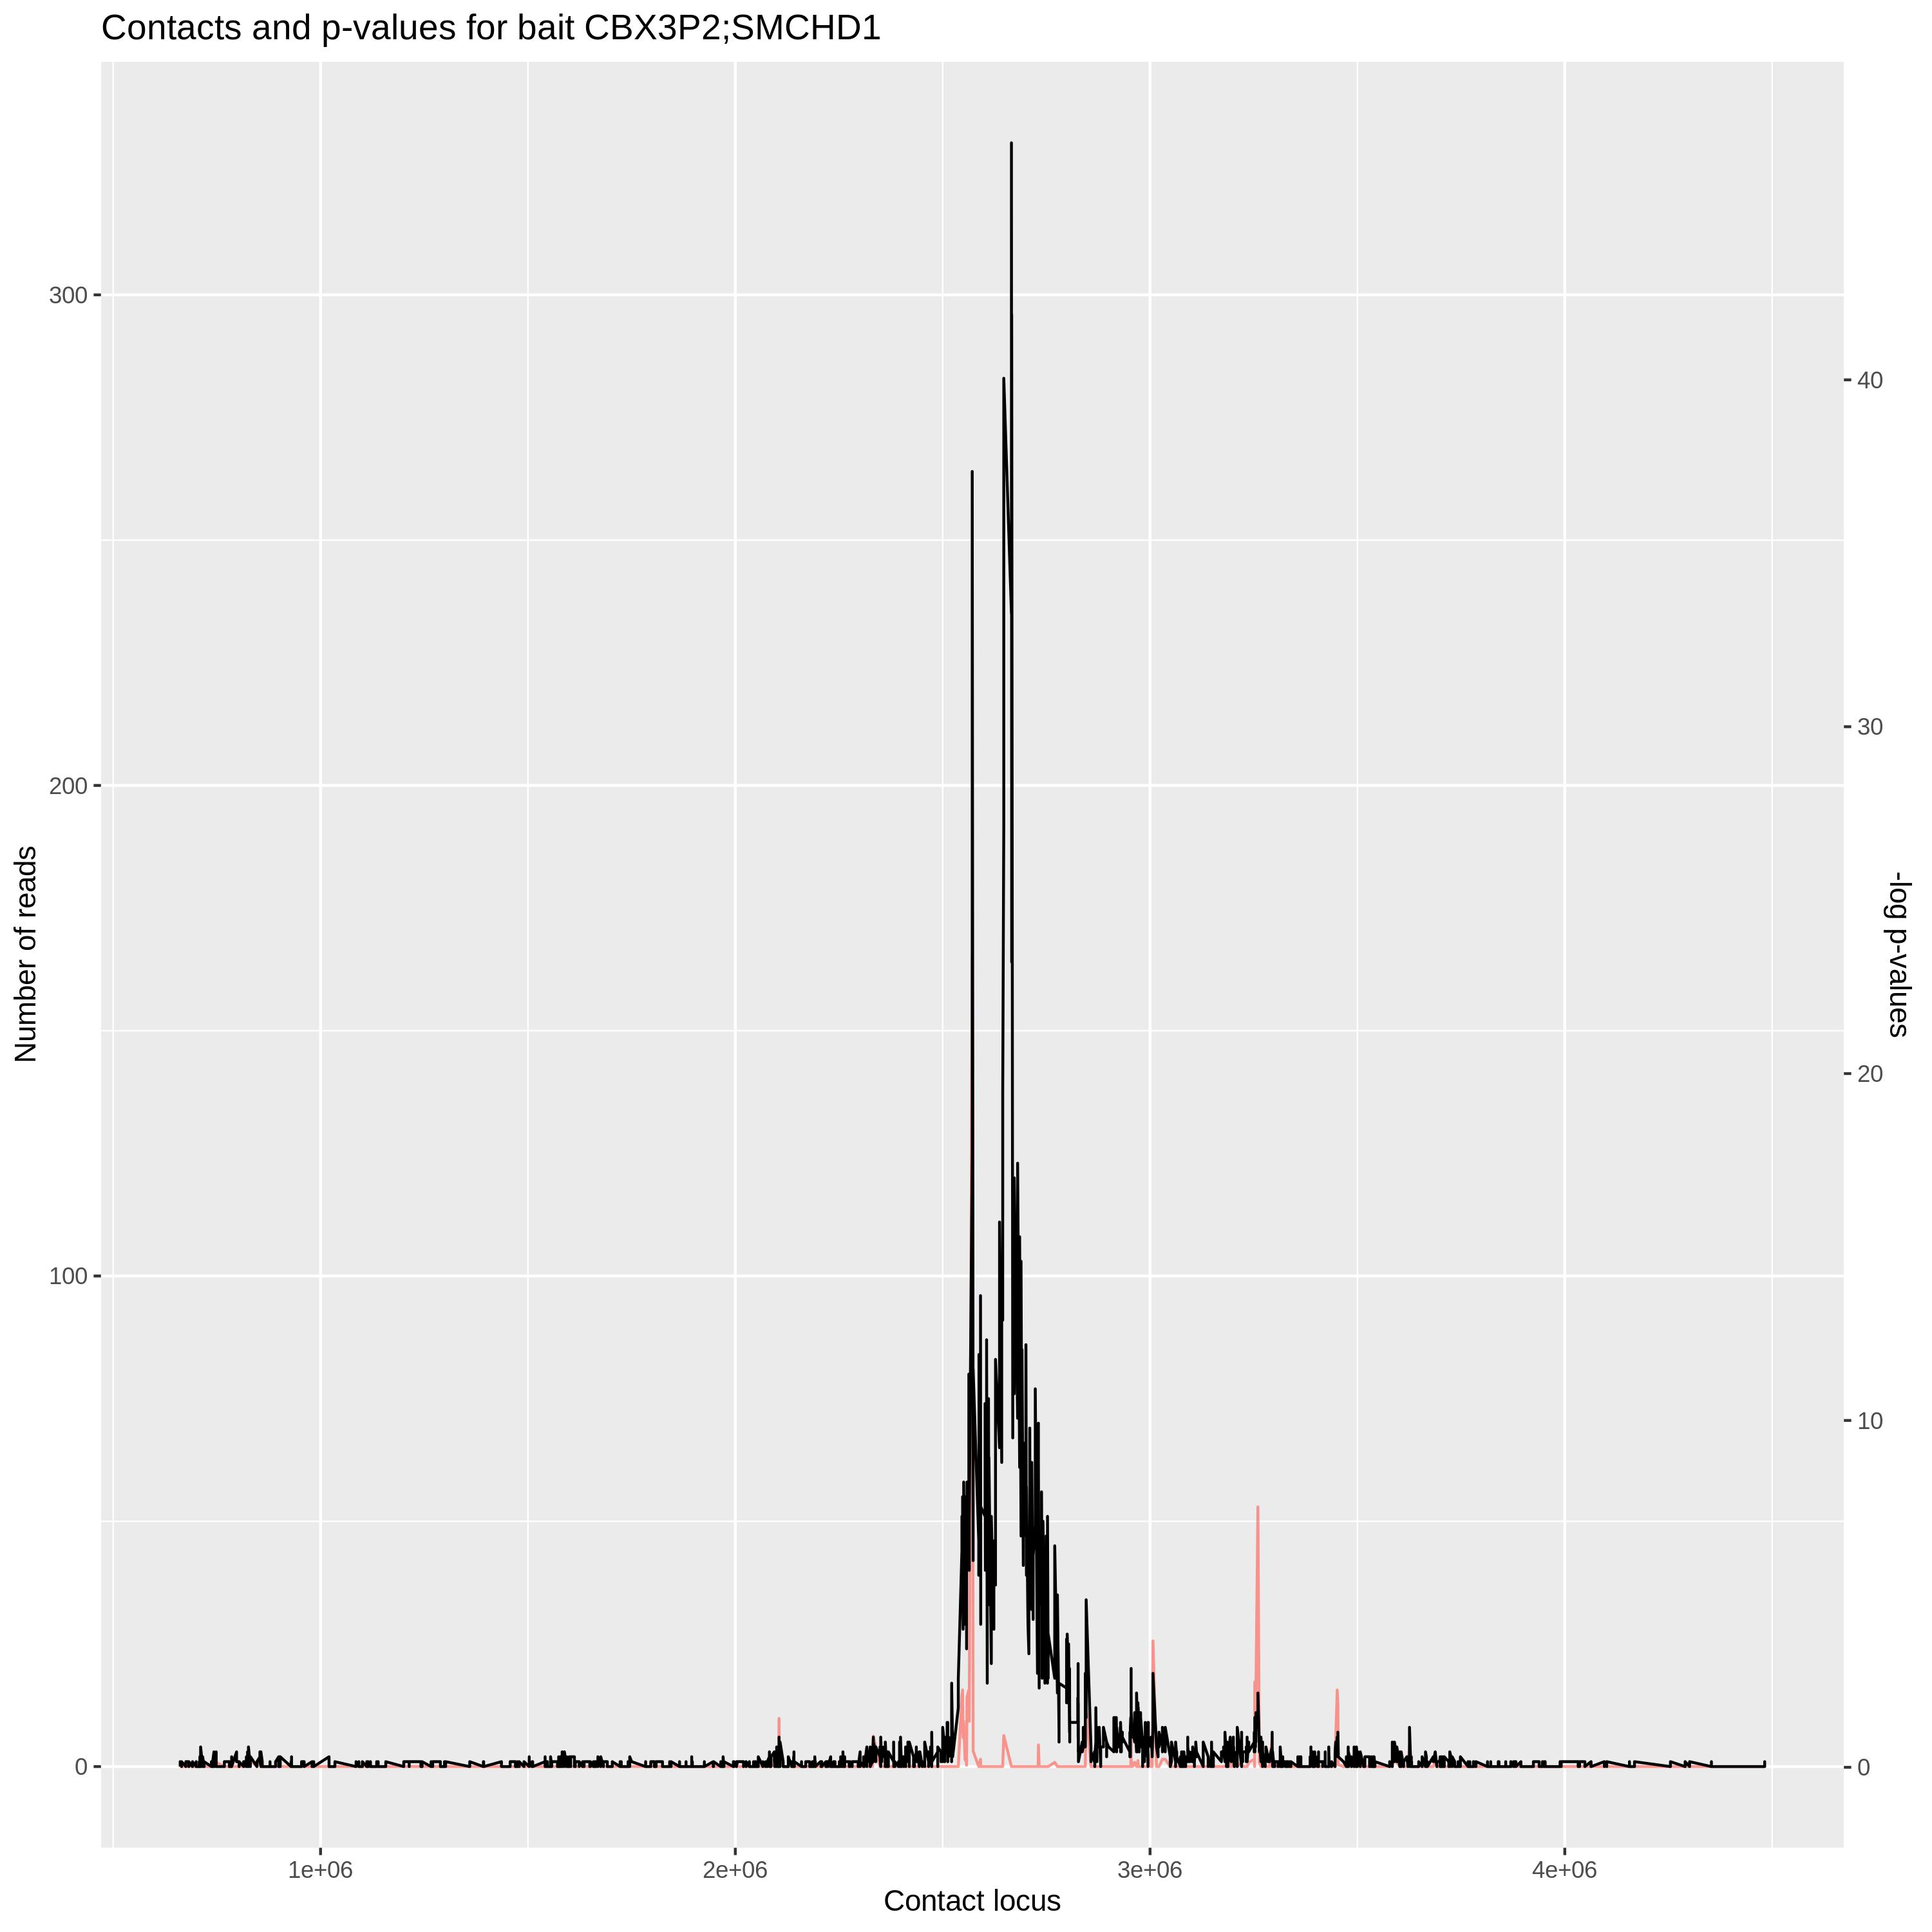 Contacts and p-values for bait CBX3P2;SMCHD1
300
200
100
0
Number of reads
40
30
20
10
0
-log p-values
1e+06 2e+06 3e+06 4e+06
Contact locus